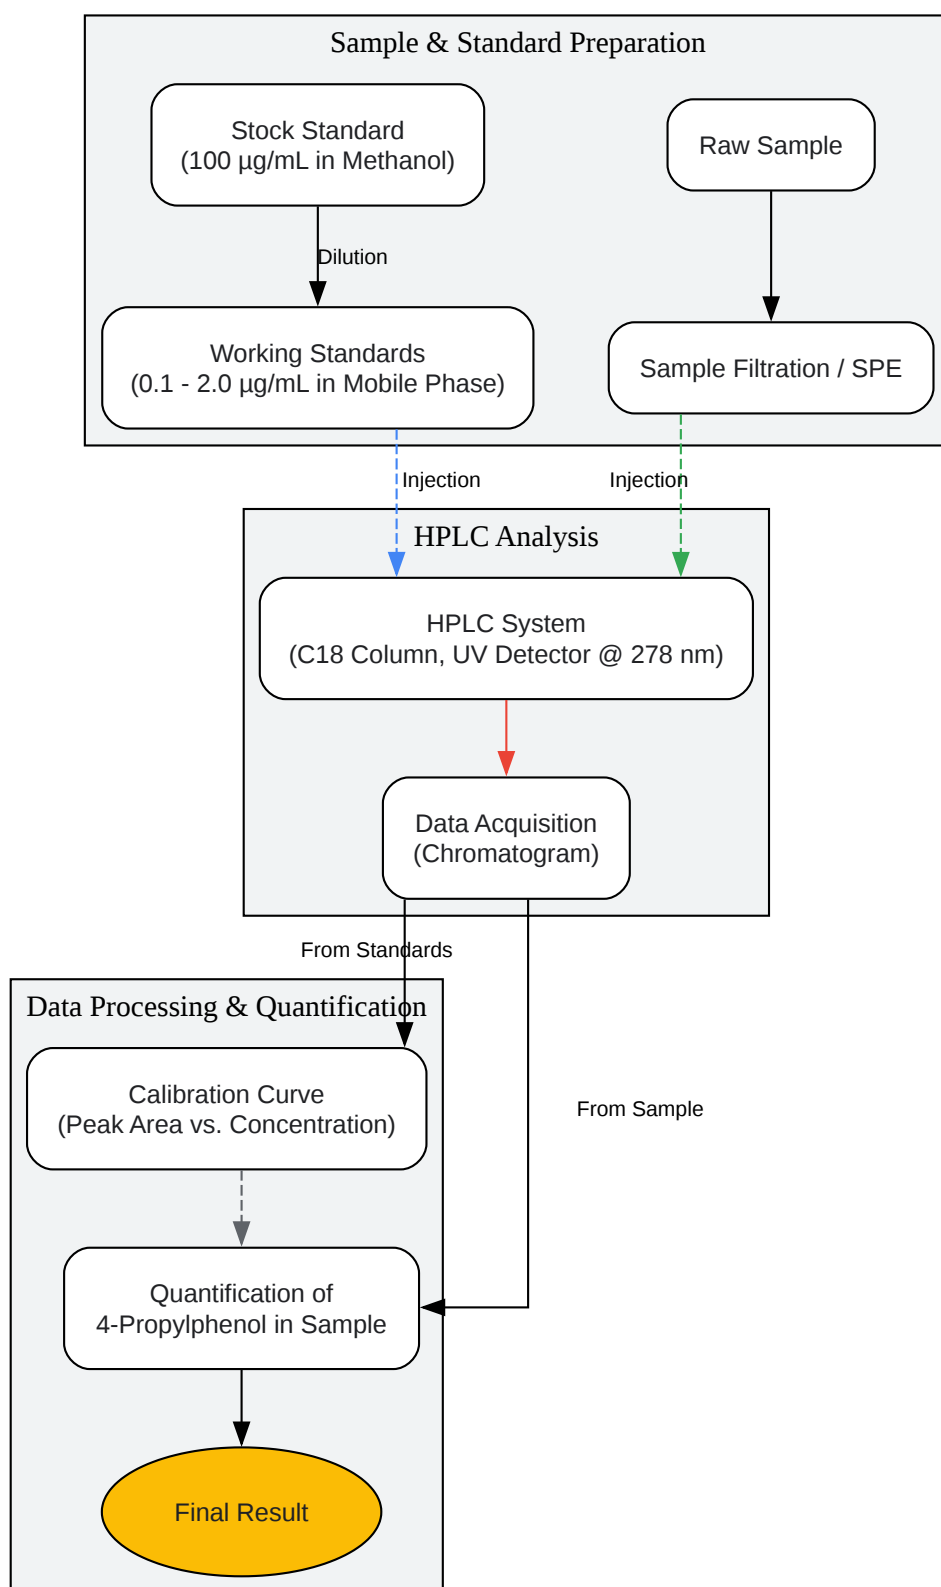 Sample & Standard Preparation
Stock Standard
(100 µg/mL in Methanol)
Raw Sample
Dilution
Working Standards
(0.1 - 2.0 µg/mL in Mobile Phase)
Sample Filtration / SPE
Injection
Injection
HPLC Analysis
HPLC System
(C18 Column, UV Detector @ 278 nm)
Data Acquisition
(Chromatogram)
From Standards
Data Processing & Quantification
Calibration Curve
(Peak Area vs. Concentration)
From Sample
Quantification of
4-Propylphenol in Sample
Final Result